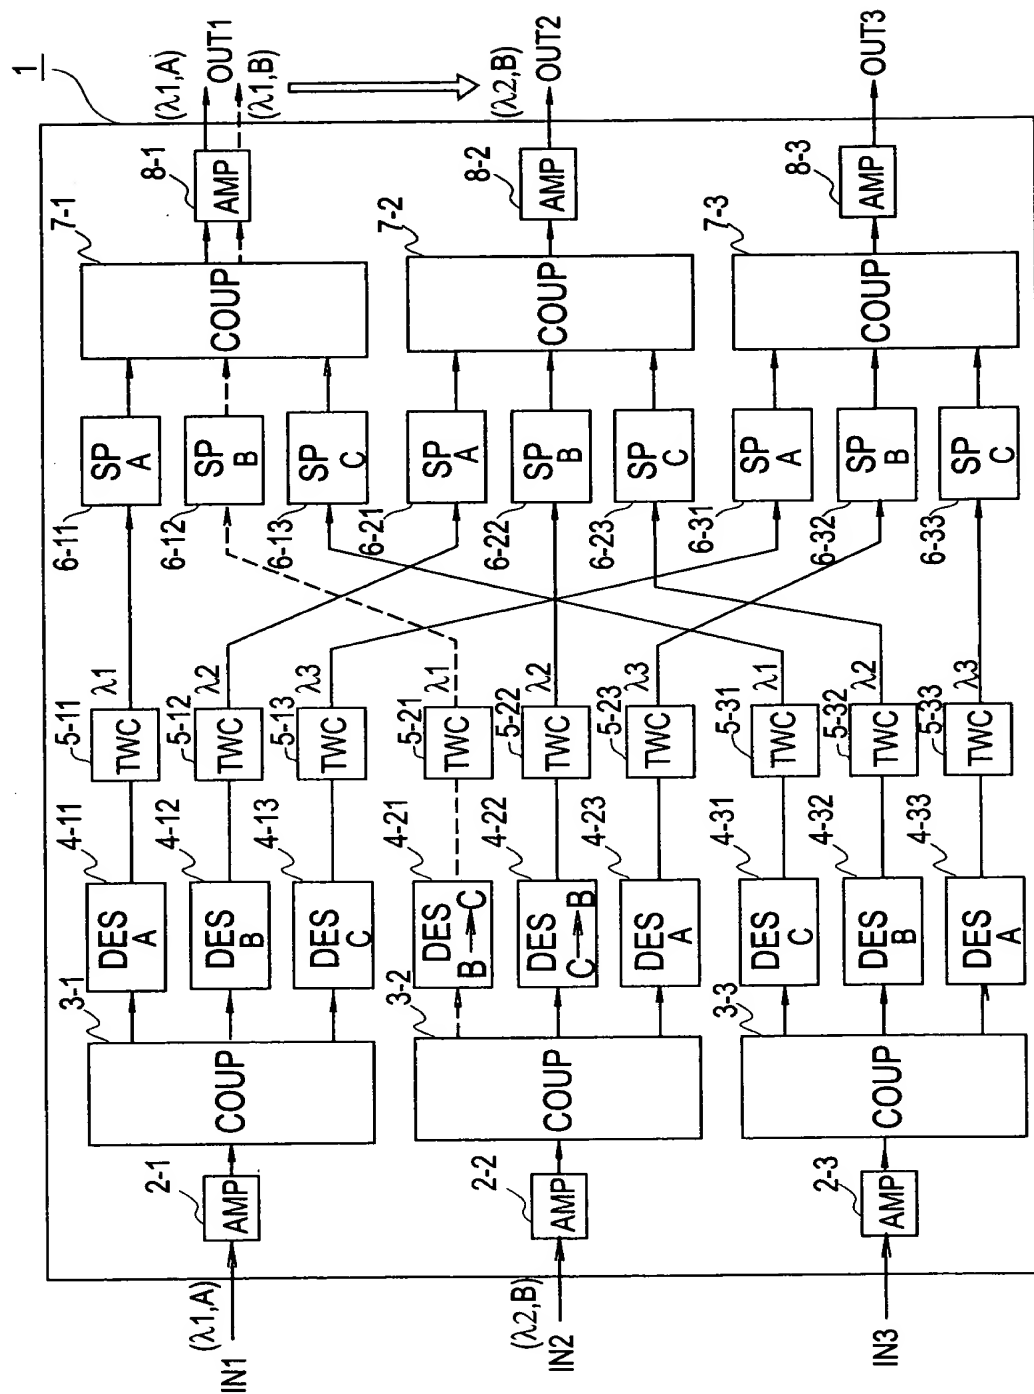 1
IN1
(λ1,A)
2-1
AMP
3-1
COUP
4-11
DES
A
5-11
TWC
λ1
6-11
SP
A
4-12
DES
B
5-12
TWC
λ2
6-12
SP
B
4-13
DES
C
5-13
TWC
λ3
6-13
SP
C
7-1
COUP
8-1
AMP
(λ1,A)
OUT1
(λ1,B)
IN2
(λ2,B)
2-2
AMP
3-2
COUP
4-21
DES
B C
5-21
TWC
λ1
6-21
SP
A
4-22
DES
C B
5-22
TWC
λ2
6-22
SP
B
4-23
DES
A
5-23
TWC
λ3
6-23
SP
C
7-2
COUP
8-2
AMP
(λ2,B)
OUT2
IN3
2-3
AMP
3-3
COUP
4-31
DES
C
5-31
TWC
λ1
6-31
SP
A
4-32
DES
B
5-32
TWC
λ2
6-32
SP
B
4-33
DES
A
5-33
TWC
λ3
6-33
SP
C
7-3
COUP
8-3
AMP
OUT3